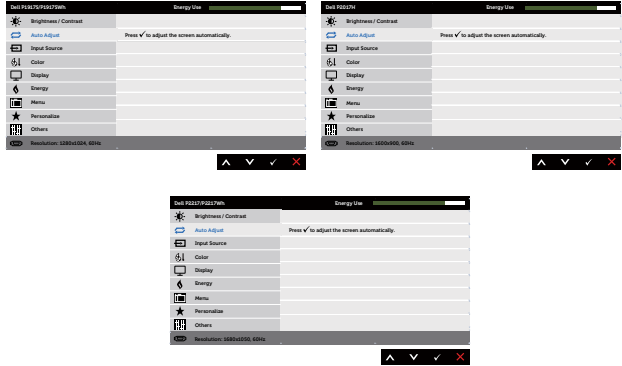 Dell P1917S/P1917SWh Energy Use
Brightness / Contrast
Auto Adjust Press ✓ to adjust the screen automatically.
Input Source
Color
Display
Energy
Menu
Personalize
Others
Resolution: 1280x1024, 60Hz
Dell P2017H Energy Use
Brightness / Contrast
Auto Adjust Press ✓ to adjust the screen automatically.
Input Source
Color
Display
Energy
Menu
Personalize
Others
Resolution: 1600x900, 60Hz
Dell P2217/P2217Wh Energy Use
Brightness / Contrast
Auto Adjust Press ✓ to adjust the screen automatically.
Input Source
Color
Display
Energy
Menu
Personalize
Others
Resolution: 1680x1050, 60Hz